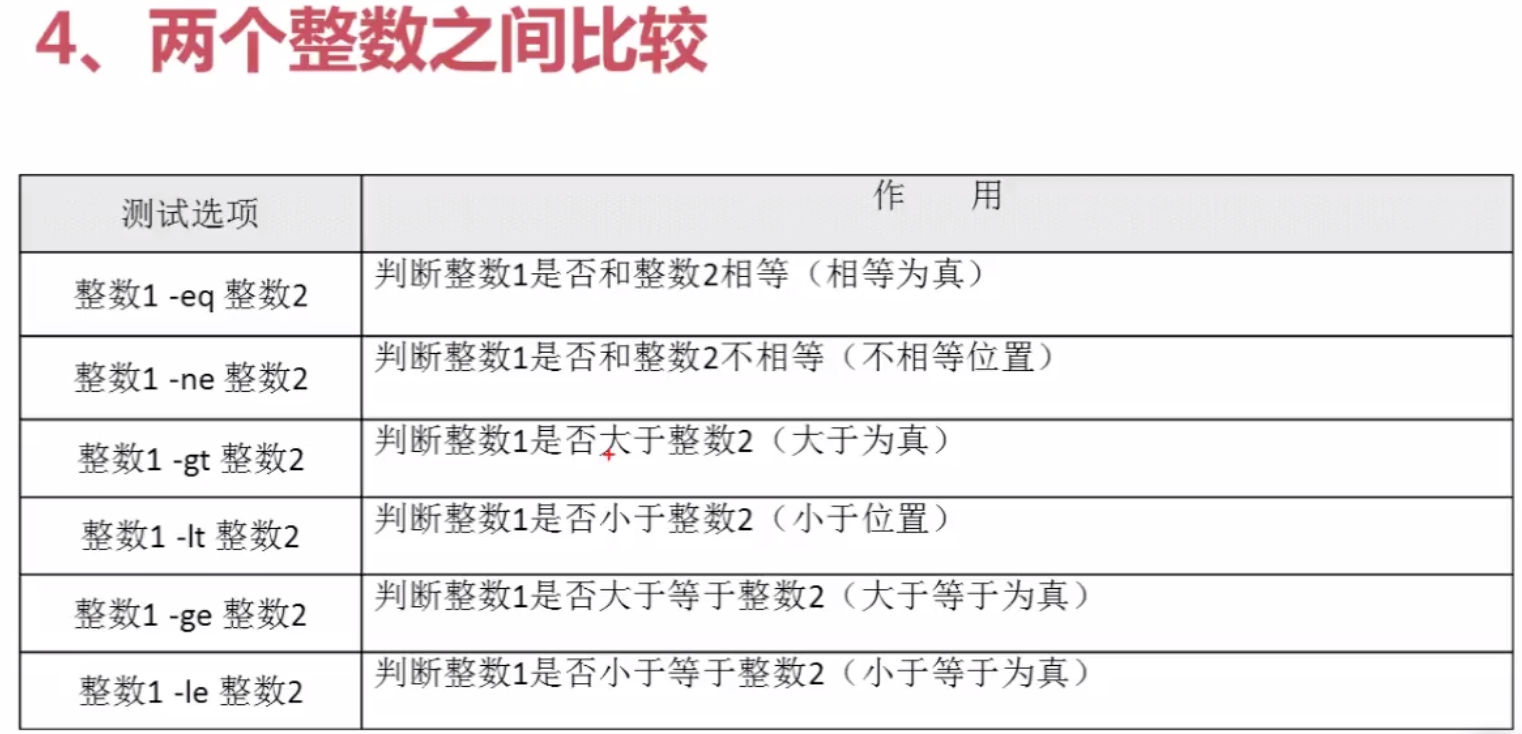 4、两个整数之间比较
测试选项 作 用
整数1 -eq 整数2 判断整数1是否和整数2相等（相等为真）
整数1 -ne 整数2 判断整数1是否和整数2不相等（不相等位置）
整数1 -gt 整数2 判断整数1是否大于整数2（大于为真）
整数1 -lt 整数2 判断整数1是否小于整数2（小于位置）
整数1 -ge 整数2 判断整数1是否大于等于整数2（大于等于为真）
整数1 -le 整数2 判断整数1是否小于等于整数2（小于等于为真）